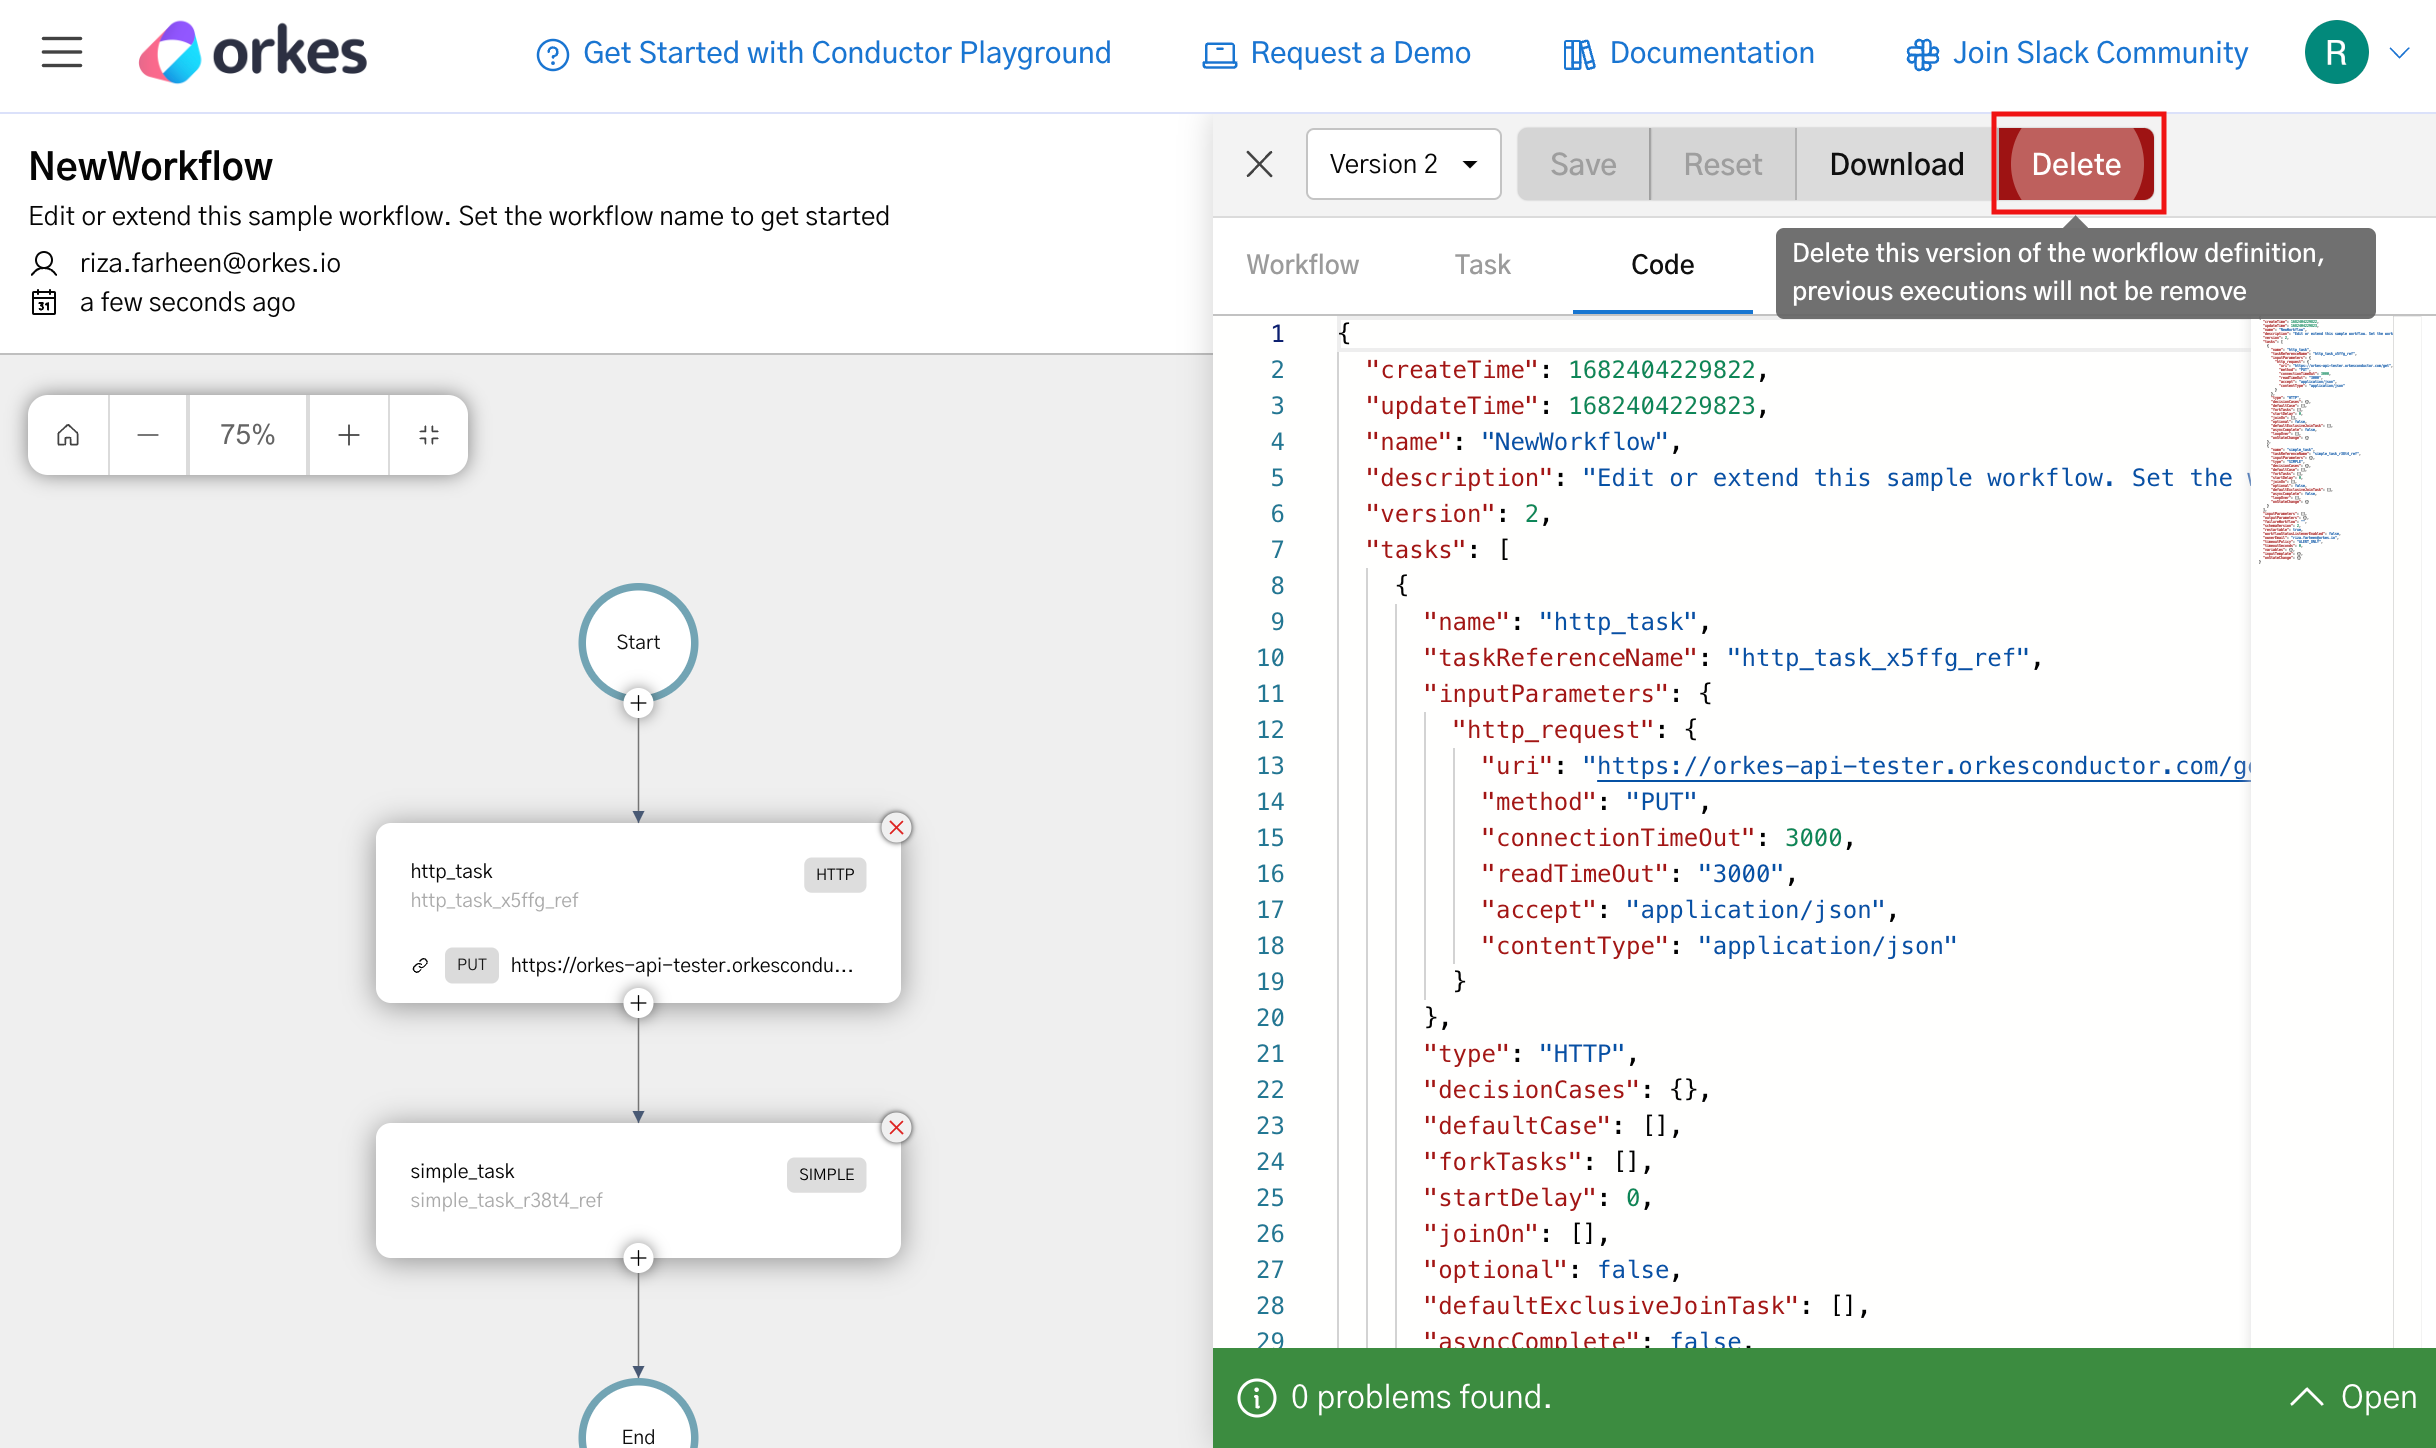 orkes
Get Started with Conductor Playground
Request a Demo
Documentation
Join Slack Community
R
NewWorkflow
Edit or extend this sample workflow. Set the workflow name to get started
riza.farheen@orkes.io
31
a few seconds ago
75%
Start
http_task
HTTP
http_task_x5ffg_ref
PUT https://orkes-api-tester.orkescondu...
simple_task
SIMPLE
simple_task_r38t4_ref
End
Version 2
Save
Reset
Download
Delete
Delete this version of the workflow definition,
previous executions will not be remove
Workflow
Task
Code
1 {
2 "createTime": 1682404229822,
3 "updateTime": 1682404229823,
4 "name": "NewWorkflow",
5 "description": "Edit or extend this sample workflow. Set the
6 "version": 2,
7 "tasks": [
8 {
9 "name": "http_task",
10 "taskReferenceName": "http_task_x5ffg_ref",
11 "inputParameters": {
12 "http_request": {
13 "uri": "https://orkes-api-tester.orkesconductor.com/g
14 "method": "PUT",
15 "connectionTimeOut": 3000,
16 "readTimeOut": "3000",
17 "accept": "application/json",
18 "contentType": "application/json"
19 }
20 },
21 "type": "HTTP",
22 "decisionCases": {},
23 "defaultCase": [],
24 "forkTasks": [],
25 "startDelay": 0,
26 "joinOn": [],
27 "optional": false,
28 "defaultExclusiveJoinTask": [],
29 "asyncComplete": false,
0 problems found.
Open